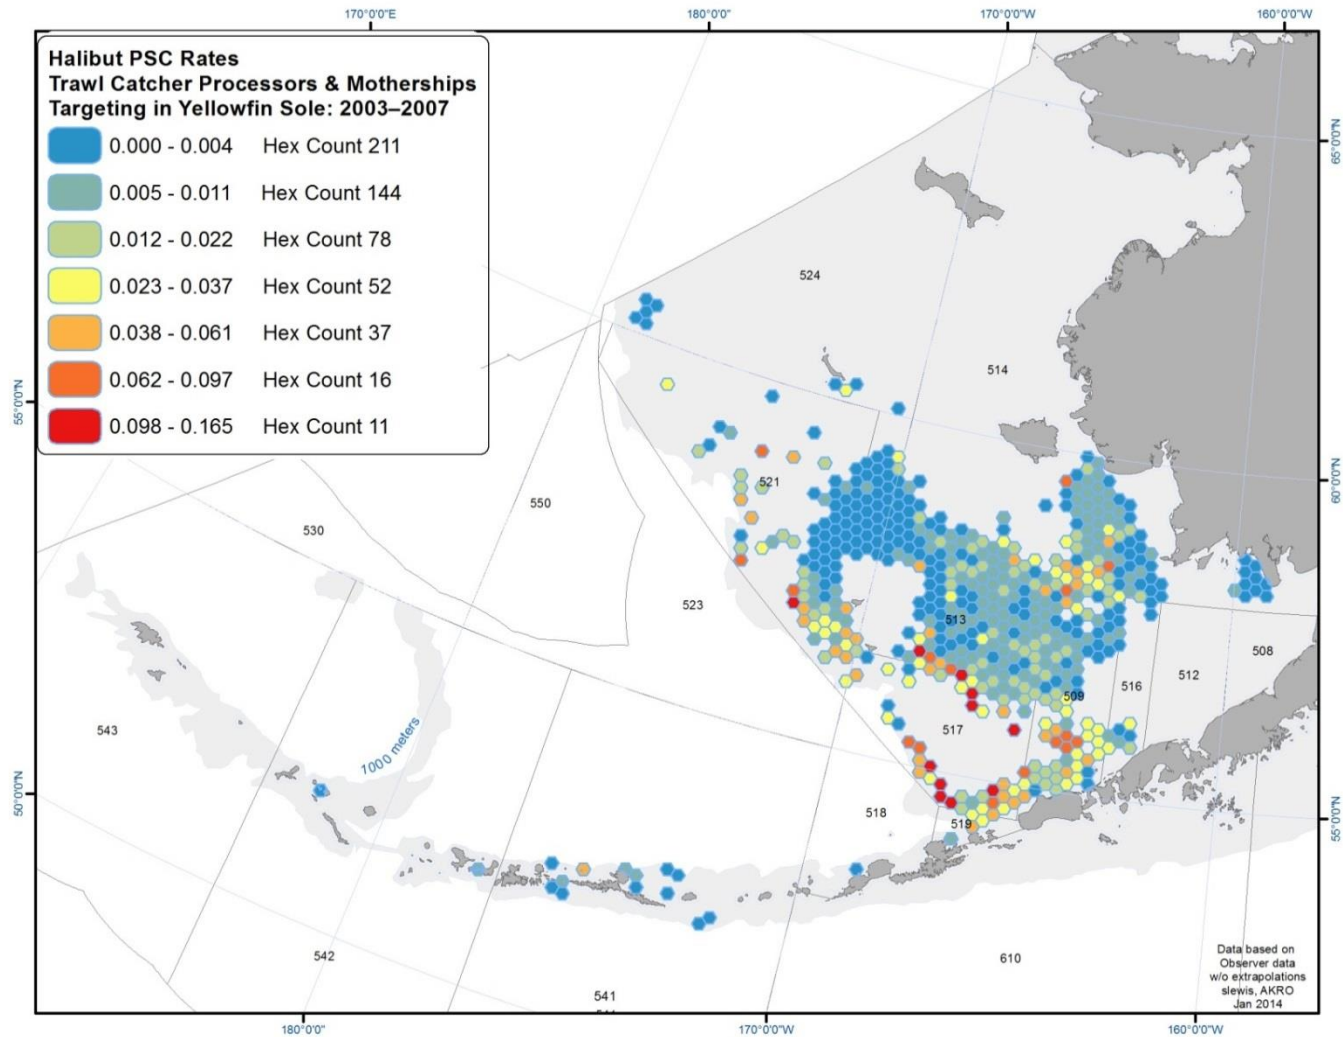 170°0'0"E 180°0'0" 170°0'0"W 160°0'0"W
Halibut PSC Rates
Trawl Catcher Processors & Motherships
Targeting in Yellowfin Sole: 2003–2007
0.000 - 0.004 Hex Count 211
0.005 - 0.011 Hex Count 144
0.012 - 0.022 Hex Count 78
0.023 - 0.037 Hex Count 52
0.038 - 0.061 Hex Count 37
0.062 - 0.097 Hex Count 16
0.098 - 0.165 Hex Count 11
65°0'0"N
524
514
55°0'0"N
60°0'0"N
521
550
530
523
513
508
512
516
509
543
517
7000 meters
50°0'0"N
518
519
55°0'0"N
542
610
541
Data based on
Observer data
w/o extrapolations
slewis, AKRO
Jan 2014
180°0'0" 170°0'0"W 160°0'0"W